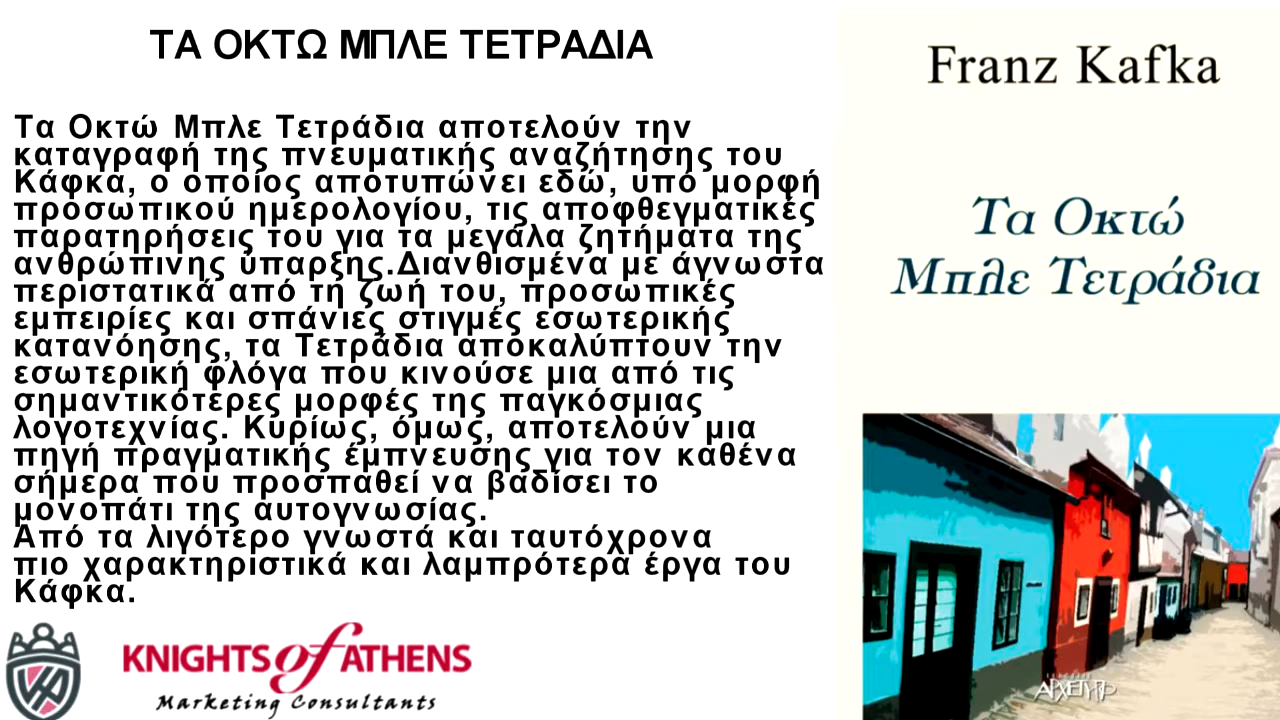 ΤΑ ΟΚΤΩ ΜΠΛΕ ΤΕΤΡΑΔΙΑ
Τα Οκτώ Μπλε Τετράδια αποτελούν την
καταγραφή της πνευματικής αναζήτησης του
Κάφκα, ο οποίος αποτυπώνει εδώ, υπό μορφή
προσωπικού ημερολογίου, τις αποφθεγματικές
παρατηρήσεις του για τα μεγάλα ζητήματα της
ανθρώπινης ύπαρξης.Διανθισμένα με άγνωστα
περιστατικά από τη ζωή του, προσωπικές
εμπειρίες και σπάνιες στιγμές εσωτερικής
κατανόησης, τα Τετράδια αποκαλύπτουν την
εσωτερική φλόγα που κινούσε μια από τις
σημαντικότερες μορφές της παγκόσμιας
λογοτεχνίας. Κυρίως, όμως, αποτελούν μια
πηγή πραγματικής έμπνευσης για τον καθένα
σήμερα που προσπαθεί να βαδίσει το
μονοπάτι της αυτογνωσίας.
Από τα λιγότερο γνωστά και ταυτόχρονα
πιο χαρακτηριστικά και λαμπρότερα έργα του
Κάφκα.
KNIGHTS of ATHENS
Marketing Consultants
Franz Kafka
Τα Οκτώ
Μπλε Τετράδια
ΑΡΧΕΤΥΠΟ